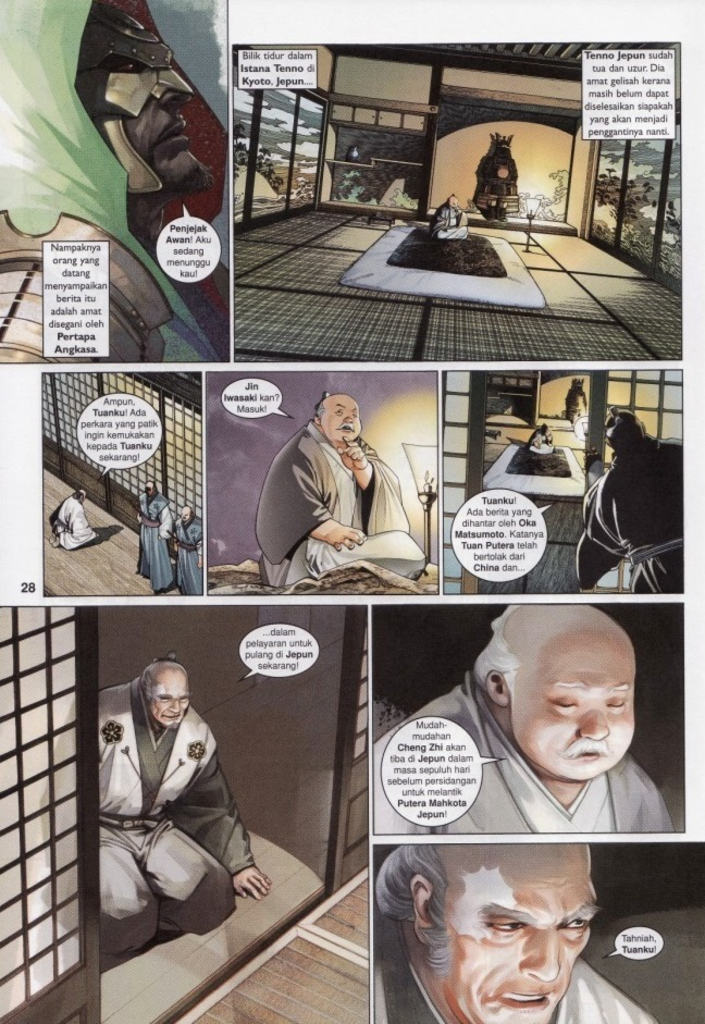 Penjejak
Awan! Aku
sedang
menunggu
kau!
Nampaknya
orang yang
datang
menyampaikan
berita itu
adalah amat
disegani oleh
Pertapa
Angkasa.
Bilik tidur dalam
Istana Tenno di
Kyoto, Jepun....
Tenno Jepun sudah
tua dan uzur. Dia
amat gelisah kerana
masih belum dapat
diselesaikan siapakah
yang akan menjadi
penggantinya nanti.
Ampun,
Tuanku! Ada
perkara yang patik
ingin kemukakan
kepada Tuanku
sekarang!
Jin
Iwasaki kan?
Masuk!
Tuanku!
Ada berita yang
dihantar oleh Oka
Matsumoto. Katanya
Tuan Putera telah
bertolak dari
China dan...
28
...dalam
pelayaran untuk
pulang di Jepun
sekarang!
Mudah-
mudahan
Cheng Zhi akan
tiba di Jepun dalam
masa sepuluh hari
sebelum persidangan
untuk melantik
Putera Mahkota
Jepun!
Tahniah,
Tuanku!